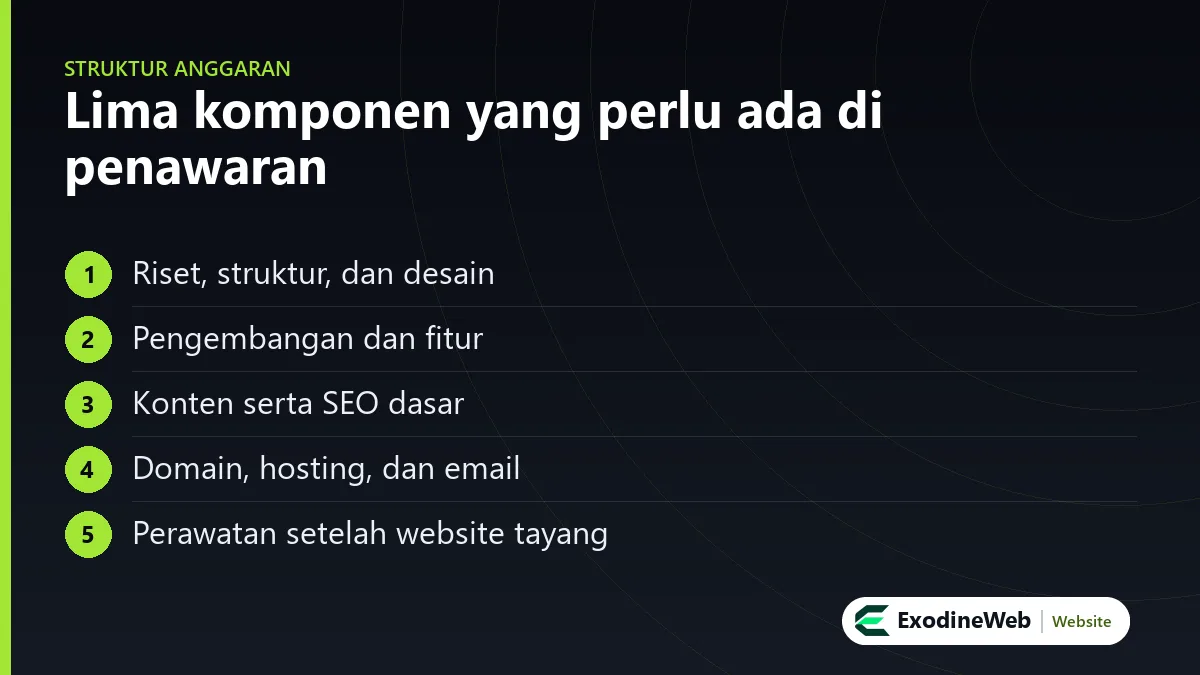 STRUKTUR ANGGARAN
Lima komponen yang perlu ada di
penawaran
1 Riset, struktur, dan desain
2 Pengembangan dan fitur
3 Konten serta SEO dasar
4 Domain, hosting, dan email
5 Perawatan setelah website tayang
ExodineWeb | Website